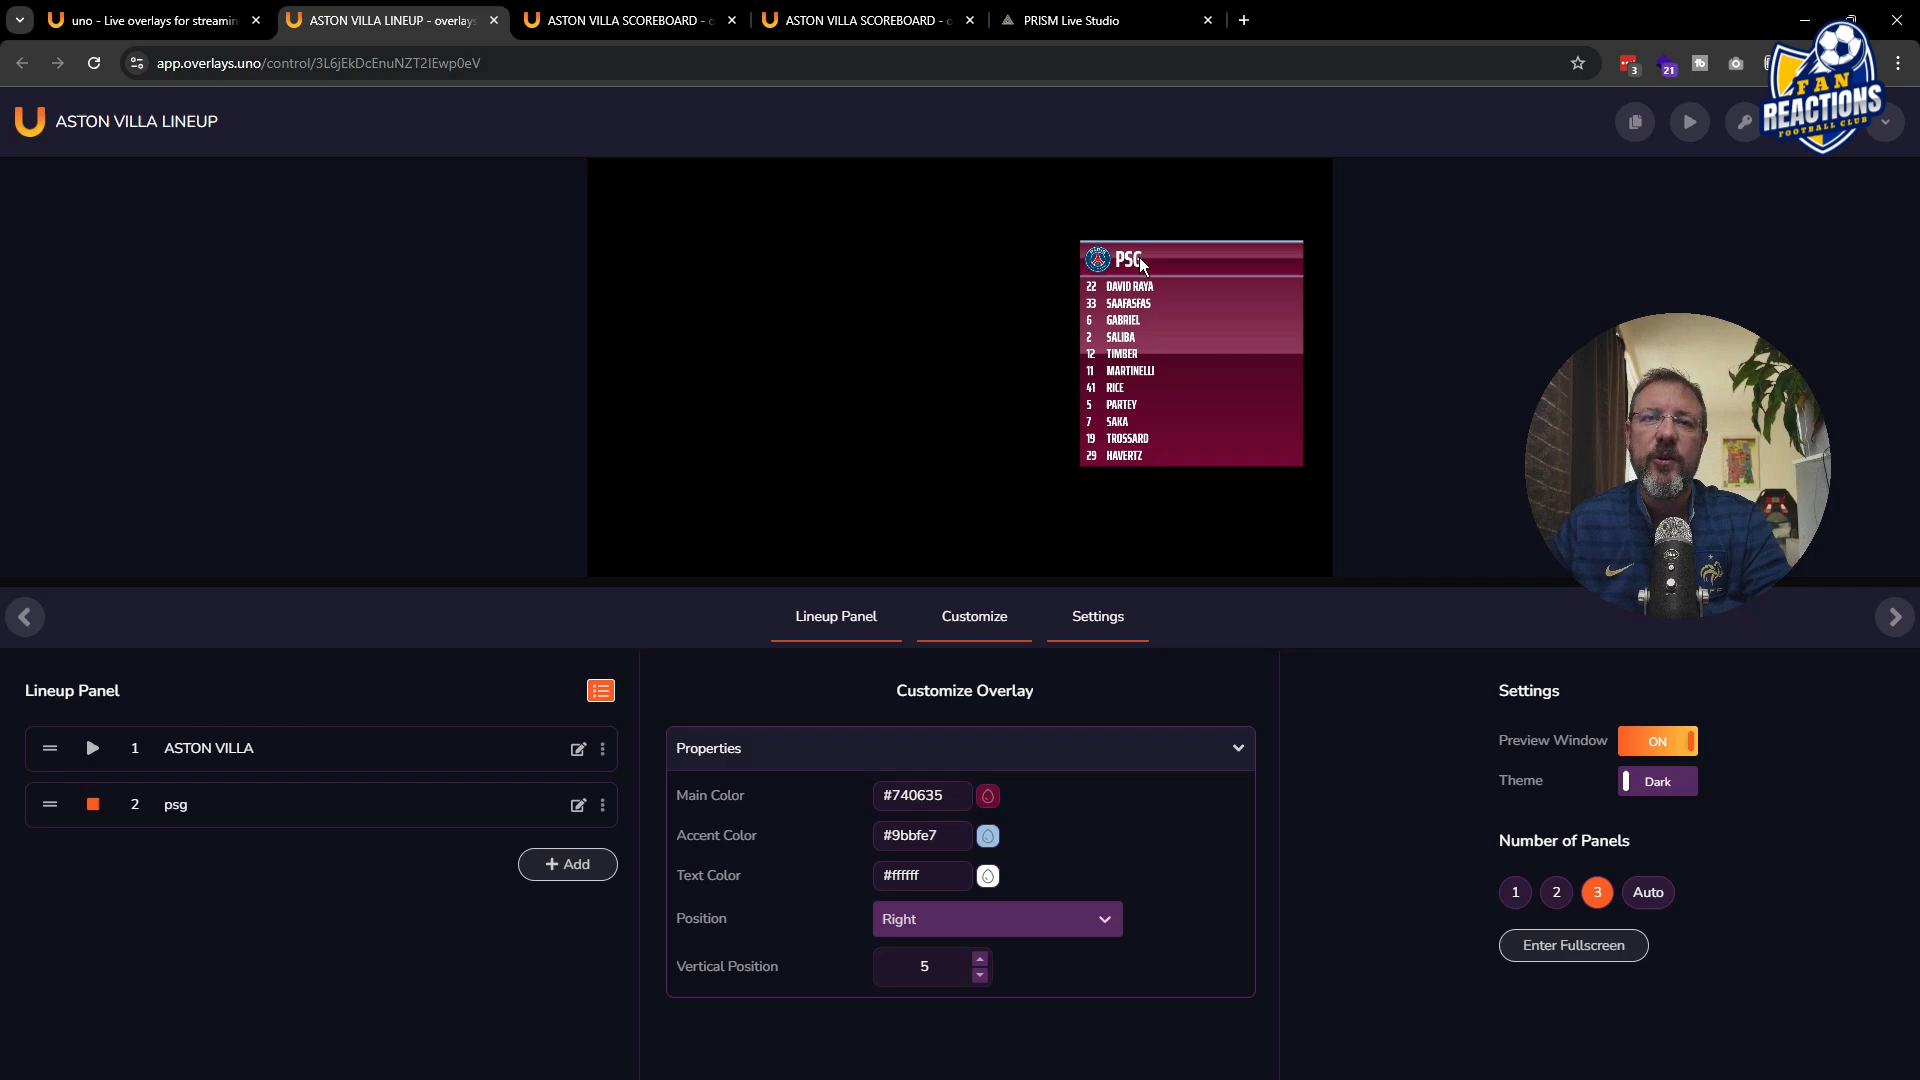 uno - Live overlays for streamin
ASTON VILLA LINEUP - overlays
ASTON VILLA SCOREBOARD - o
ASTON VILLA SCOREBOARD - o
PRISM Live Studio
app.overlays.uno/control/3L6jEkDcEnuNZT2IEwp0eV
3
21
FAN
REACTIONS
FOOTBALL CLUB
ASTON VILLA LINEUP
PSG
22 DAVID RAYA
33 SAAFASFAS
6 GABRIEL
2 SALIBA
12 TIMBER
11 MARTINELLI
41 RICE
5 PARTEY
7 SAKA
19 TROSSARD
29 HAVERTZ
Lineup Panel
Customize
Settings
Lineup Panel
1 ASTON VILLA
2 psg
+ Add
Customize Overlay
Properties
Main Color #740635
Accent Color #9bbfe7
Text Color #ffffff
Position Right
Vertical Position 5
Settings
Preview Window ON
Theme Dark
Number of Panels
1 2 3 Auto
Enter Fullscreen